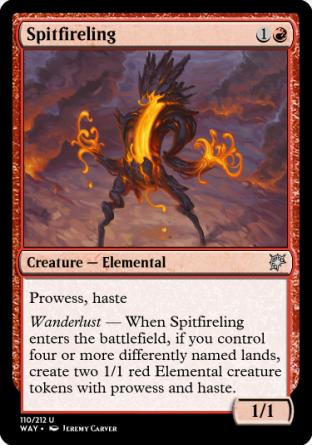 Spitfireling 1
Creature — Elemental
Prowess, haste
Wanderlust — When Spitfireling
enters the battlefield, if you control
four or more differently named lands,
create two 1/1 red Elemental creature
tokens with prowess and haste.
110/212 U
WAY • Jeremy Carver
1/1